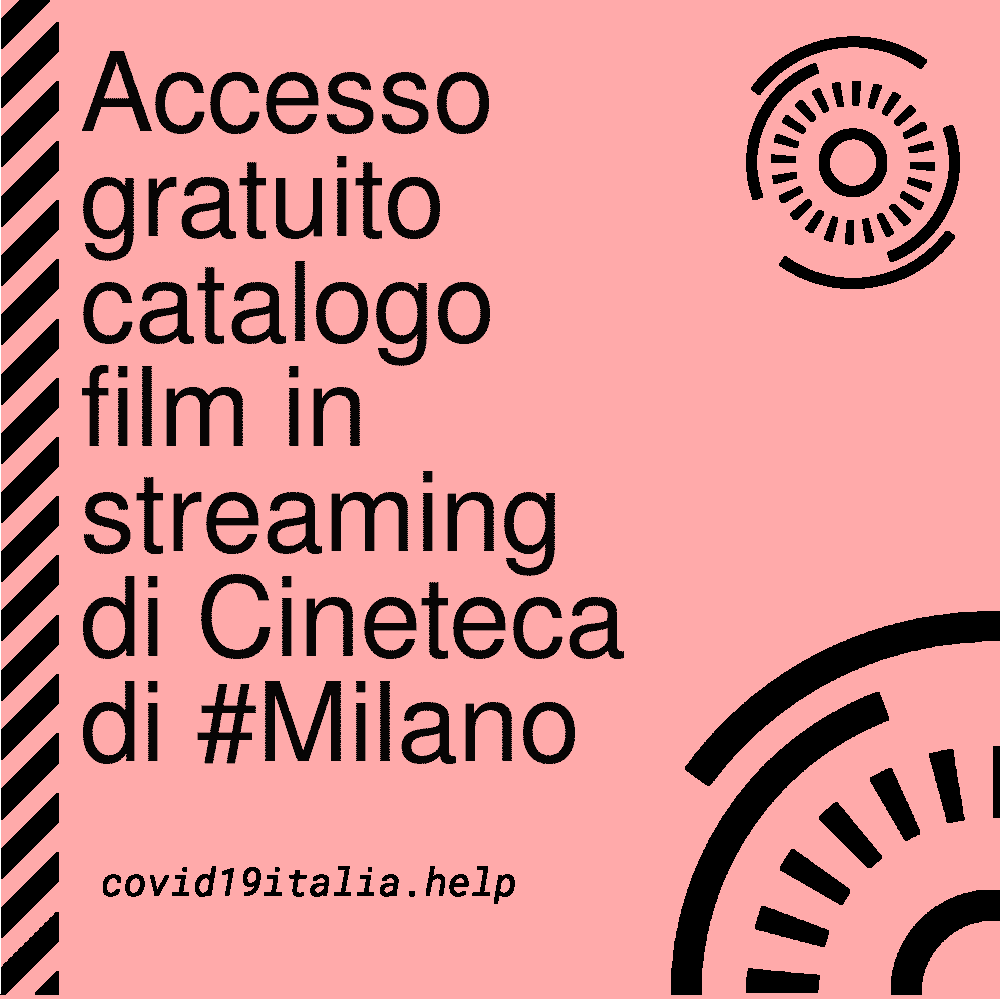 Accesso
gratuito
catalogo
film in
streaming
di Cineteca
di #Milano
covid19italia.help